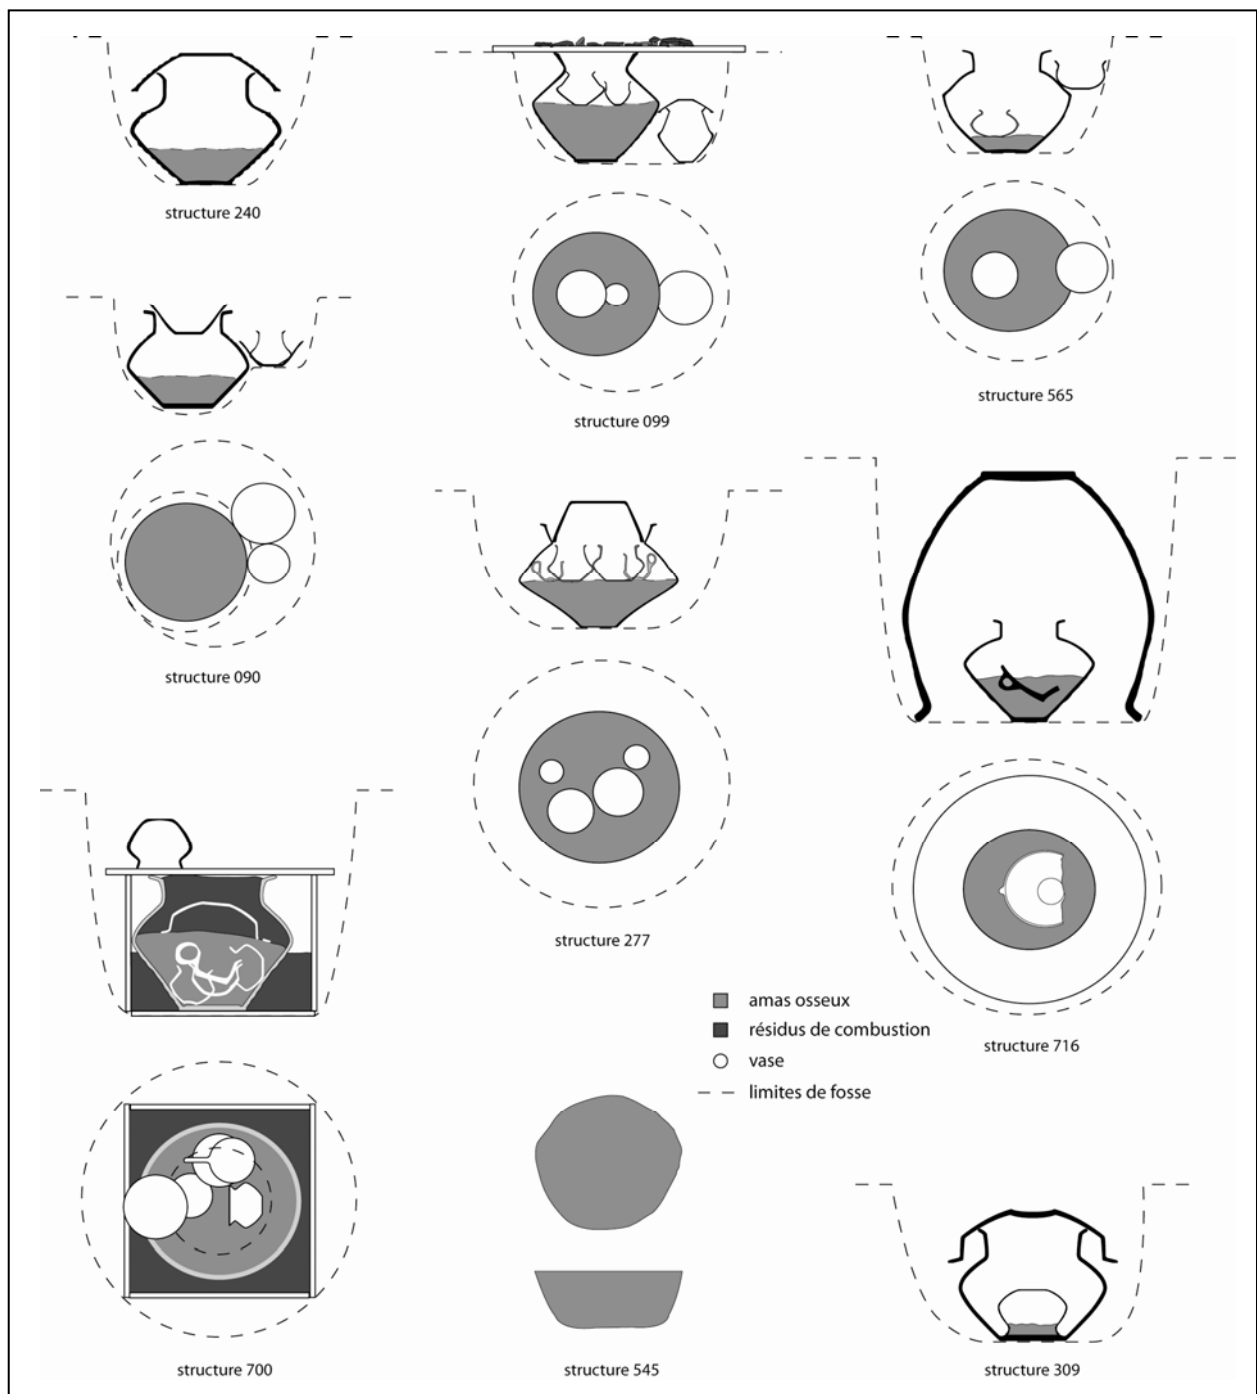 structure 240
structure 099
structure 565
structure 090
structure 277
amas osseux
résidus de combustion
vase
limites de fosse
structure 716
structure 700
structure 545
structure 309